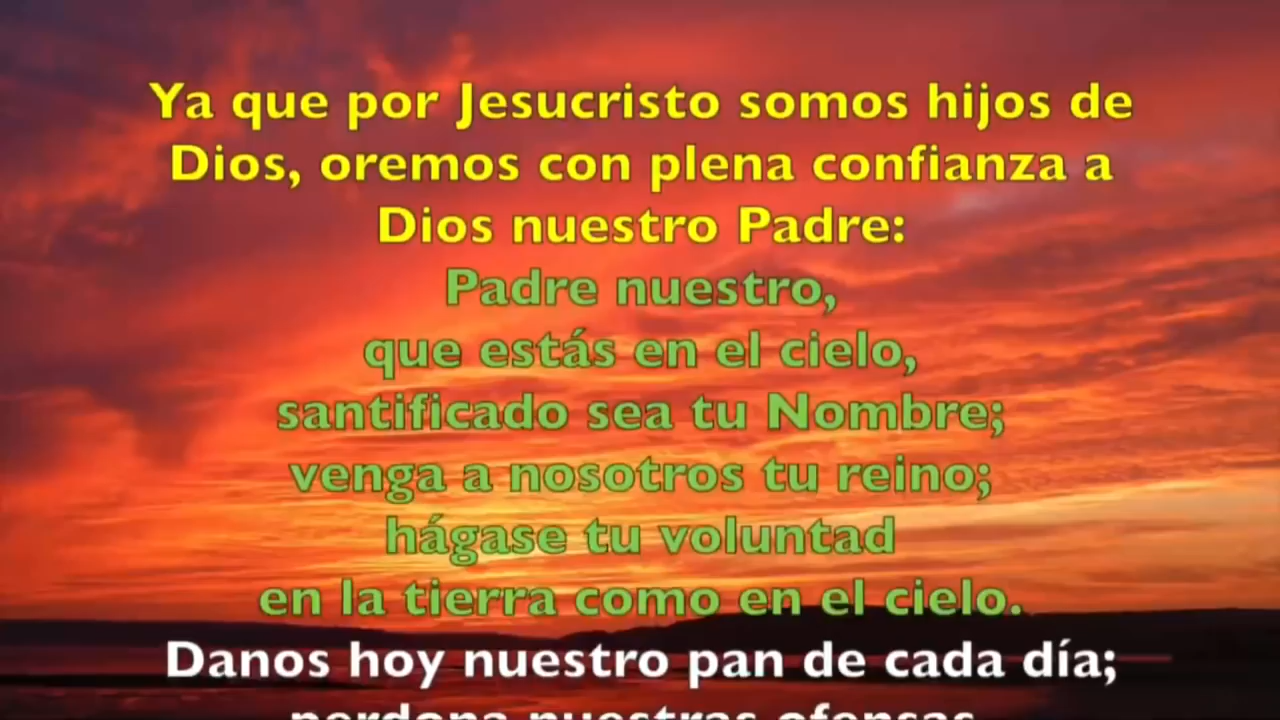 Ya que por Jesucristo somos hijos de
Dios, oremos con plena confianza a
Dios nuestro Padre:
Padre nuestro,
que estás en el cielo,
santificado sea tu Nombre;
venga a nosotros tu reino;
hágase tu voluntad
en la tierra como en el cielo.
Danos hoy nuestro pan de cada día;
perdona nuestras ofensas